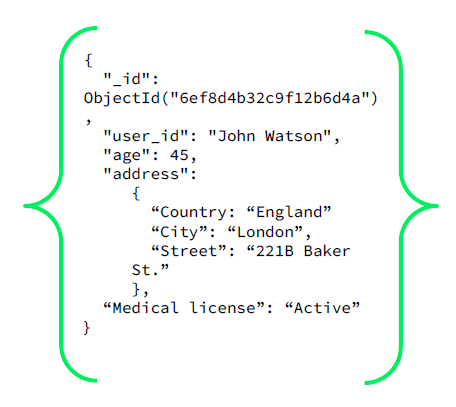 {
"_id":
ObjectId("6ef8d4b32c9f12b6d4a")
,
"user_id": "John Watson",
"age": 45,
"address":
{
“Country: “England”
“City”: “London”,
“Street”: “221B Baker
St.”
},
“Medical license”: “Active”
}